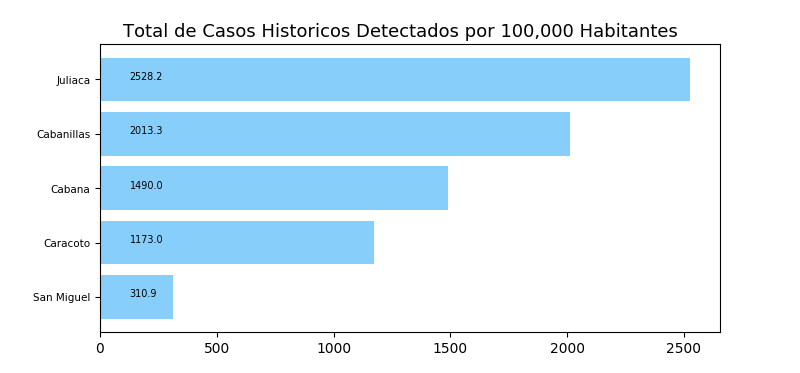 Total de Casos Historicos Detectados por 100,000 Habitantes
Juliaca 2528.2
Cabanillas 2013.3
Cabana 1490.0
Caracoto 1173.0
San Miguel 310.9
0 500 1000 1500 2000 2500